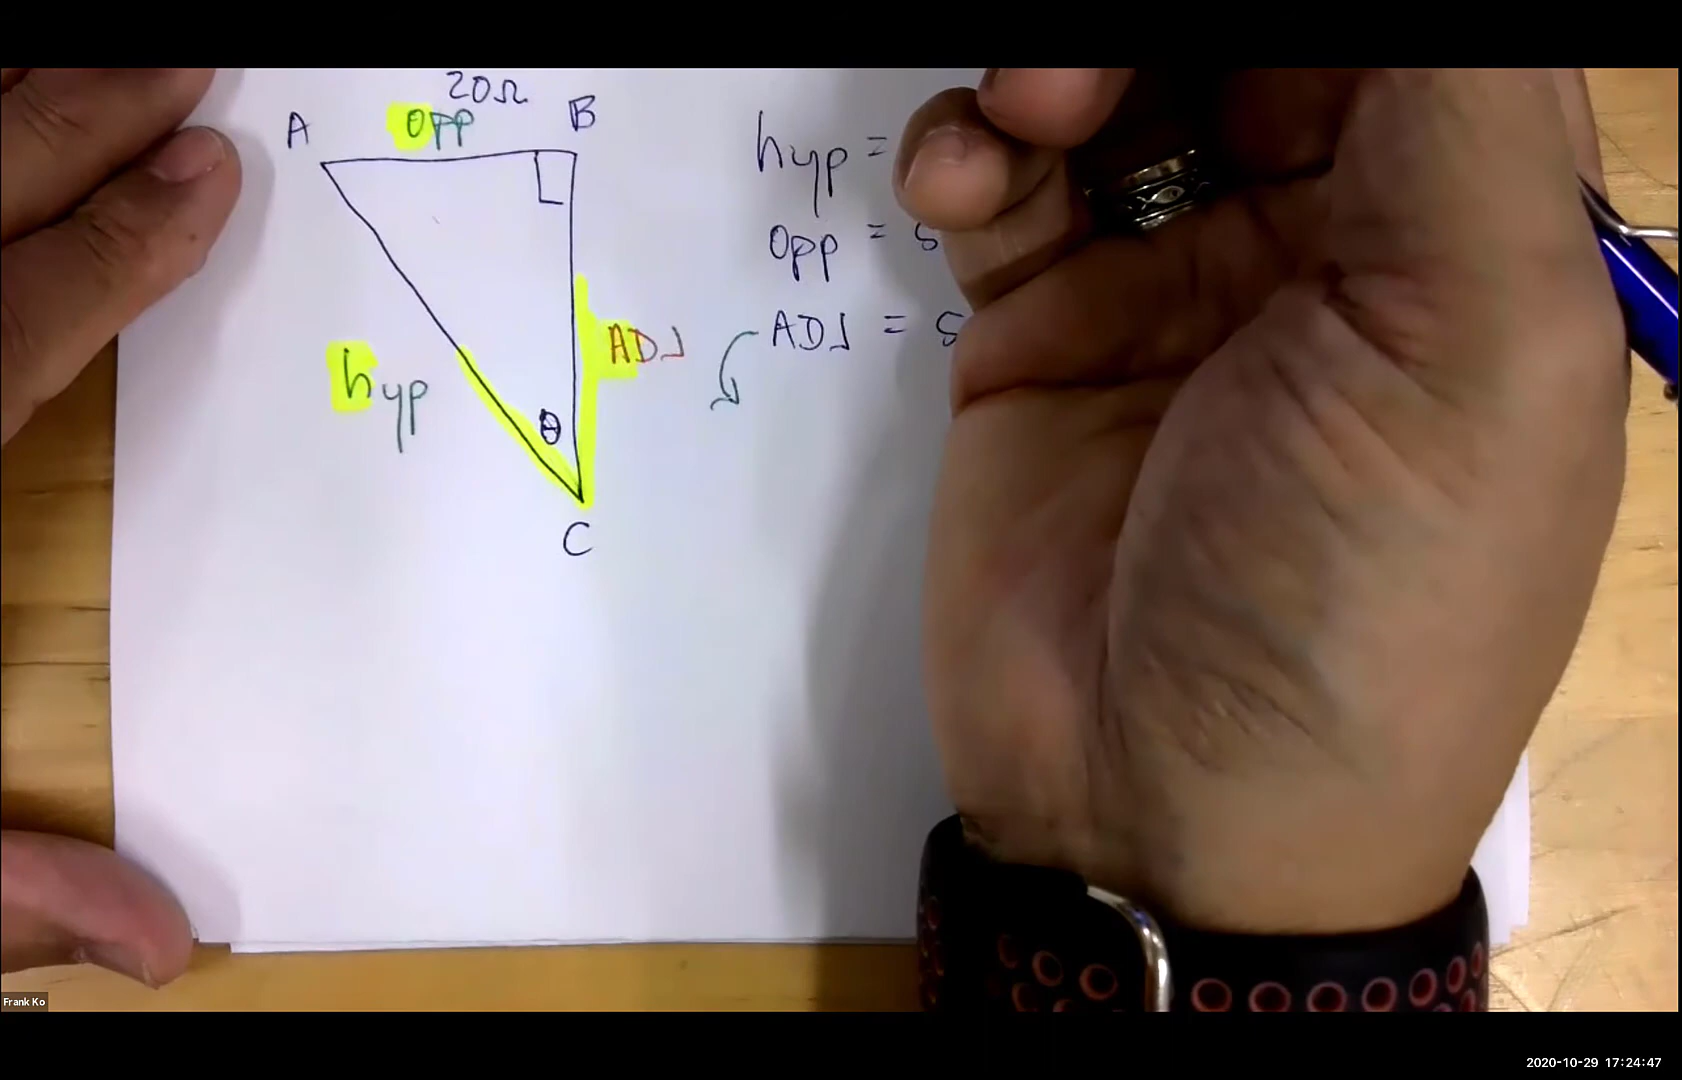 20Ω
OPP
A
B
hyp =
OPP = S
ADJ = S
ADJ
hyp
θ
C
Frank Ko
2020-10-29 17:24:47